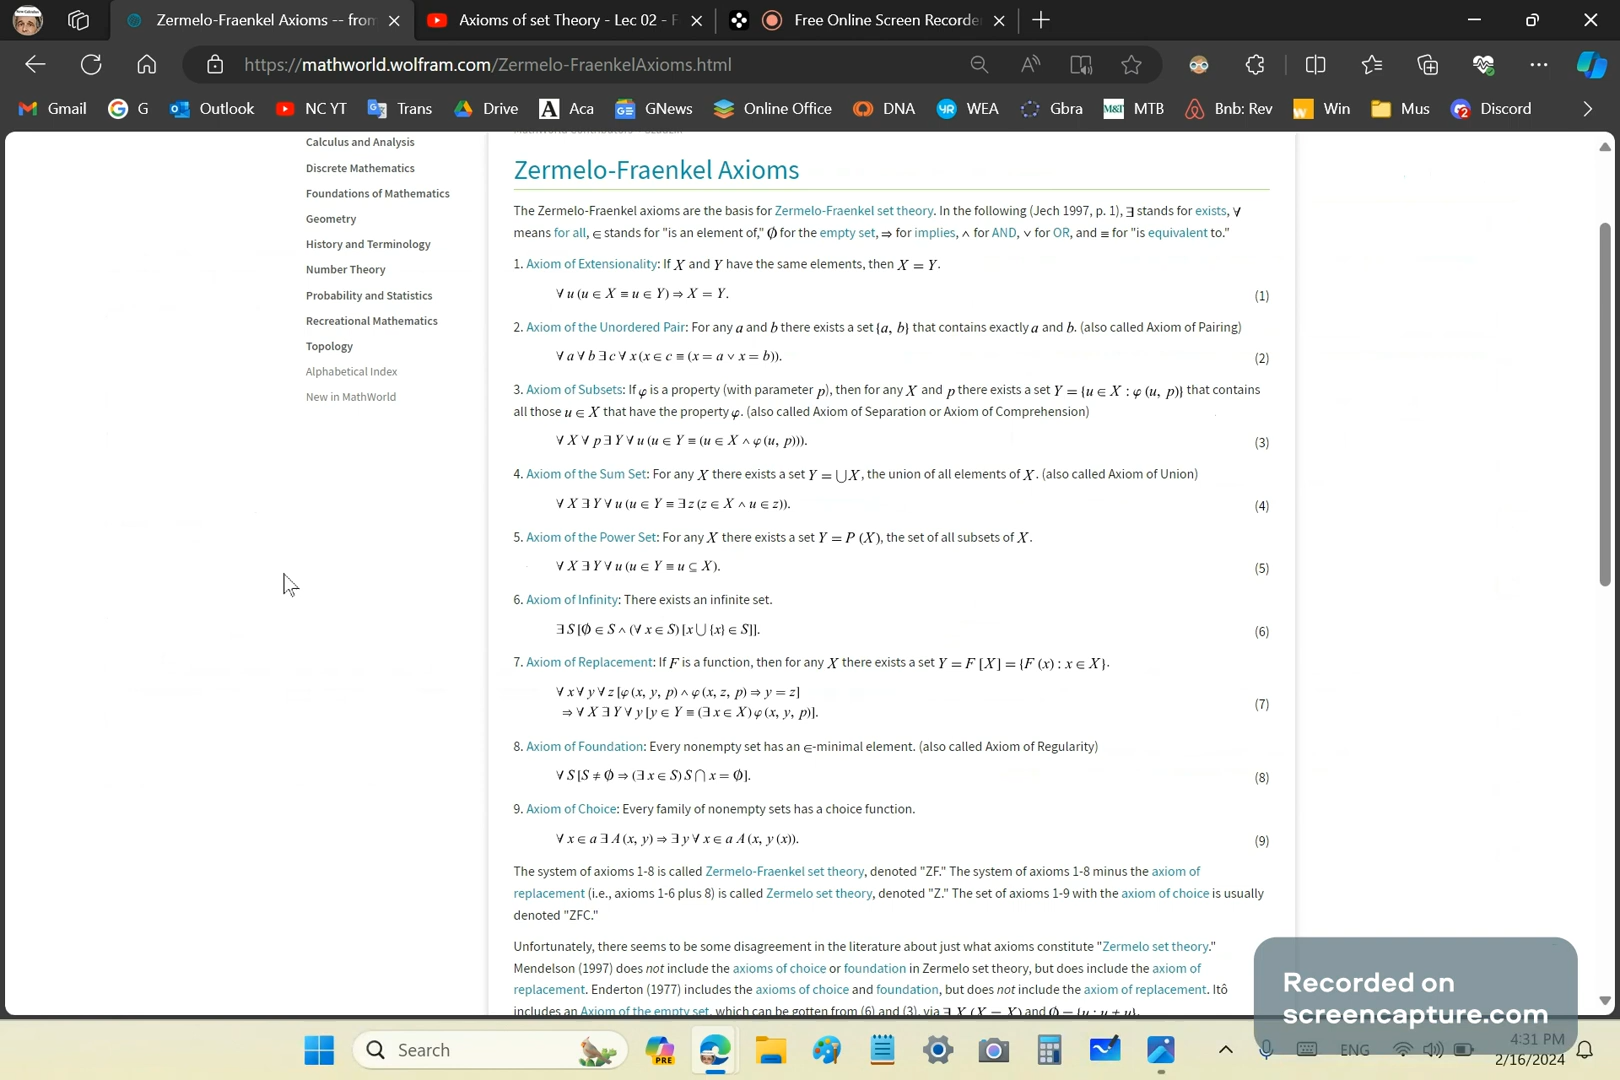 Zermelo-Fraenkel Axioms -- from
Axioms of set Theory - Lec 02 - F
Free Online Screen Recorde
https://mathworld.wolfram.com/Zermelo-FraenkelAxioms.html
Gmail G Outlook NC YT Trans Drive Aca GNews Online Office DNA WEA Gbra MTB Bnb: Rev Win Mus Discord
Calculus and Analysis
Discrete Mathematics
Foundations of Mathematics
Geometry
History and Terminology
Number Theory
Probability and Statistics
Recreational Mathematics
Topology
Alphabetical Index
New in MathWorld
Zermelo-Fraenkel Axioms
The Zermelo-Fraenkel axioms are the basis for Zermelo-Fraenkel set theory. In the following (Jech 1997, p. 1), ∃ stands for exists, ∀
means for all, ∈ stands for "is an element of," ∅ for the empty set, ⇒ for implies, ∧ for AND, ∨ for OR, and ≡ for "is equivalent to."
1. Axiom of Extensionality: If X and Y have the same elements, then X = Y.
∀ u (u ∈ X ≡ u ∈ Y) ⇒ X = Y. (1)
2. Axiom of the Unordered Pair: For any a and b there exists a set {a, b} that contains exactly a and b. (also called Axiom of Pairing)
∀ a ∀ b ∃ c ∀ x (x ∈ c ≡ (x = a ∨ x = b)). (2)
3. Axiom of Subsets: If φ is a property (with parameter p), then for any X and p there exists a set Y = {u ∈ X : φ (u, p)} that contains
all those u ∈ X that have the property φ. (also called Axiom of Separation or Axiom of Comprehension)
∀ X ∀ p ∃ Y ∀ u (u ∈ Y ≡ (u ∈ X ∧ φ (u, p))). (3)
4. Axiom of the Sum Set: For any X there exists a set Y = ⋃ X, the union of all elements of X. (also called Axiom of Union)
∀ X ∃ Y ∀ u (u ∈ Y ≡ ∃ z (z ∈ X ∧ u ∈ z)). (4)
5. Axiom of the Power Set: For any X there exists a set Y = P (X), the set of all subsets of X.
∀ X ∃ Y ∀ u (u ∈ Y ≡ u ⊆ X). (5)
6. Axiom of Infinity: There exists an infinite set.
∃ S [∅ ∈ S ∧ (∀ x ∈ S) [x ⋃ {x} ∈ S]]. (6)
7. Axiom of Replacement: If F is a function, then for any X there exists a set Y = F [X] = {F (x) : x ∈ X}.
∀ x ∀ y ∀ z [φ (x, y, p) ∧ φ (x, z, p) ⇒ y = z]
⇒ ∀ X ∃ Y ∀ y [y ∈ Y ≡ (∃ x ∈ X) φ (x, y, p)]. (7)
8. Axiom of Foundation: Every nonempty set has an ∈-minimal element. (also called Axiom of Regularity)
∀ S [S ≠ ∅ ⇒ (∃ x ∈ S) S ⋂ x = ∅]. (8)
9. Axiom of Choice: Every family of nonempty sets has a choice function.
∀ x ∈ a ∃ A (x, y) ⇒ ∃ y ∀ x ∈ a A (x, y (x)). (9)
The system of axioms 1-8 is called Zermelo-Fraenkel set theory, denoted "ZF." The system of axioms 1-8 minus the axiom of
replacement (i.e., axioms 1-6 plus 8) is called Zermelo set theory, denoted "Z." The set of axioms 1-9 with the axiom of choice is usually
denoted "ZFC."
Unfortunately, there seems to be some disagreement in the literature about just what axioms constitute "Zermelo set theory."
Mendelson (1997) does not include the axioms of choice or foundation in Zermelo set theory, but does include the axiom of
replacement. Enderton (1977) includes the axioms of choice and foundation, but does not include the axiom of replacement. Itô
includes an Axiom of the empty set, which can be gotten from (6) and (3), via ∃ X (X = X) and ∅ = {u : u ≠ u}.
Recorded on
screencapture.com
Search
PRE
ENG
4:31 PM
2/16/2024